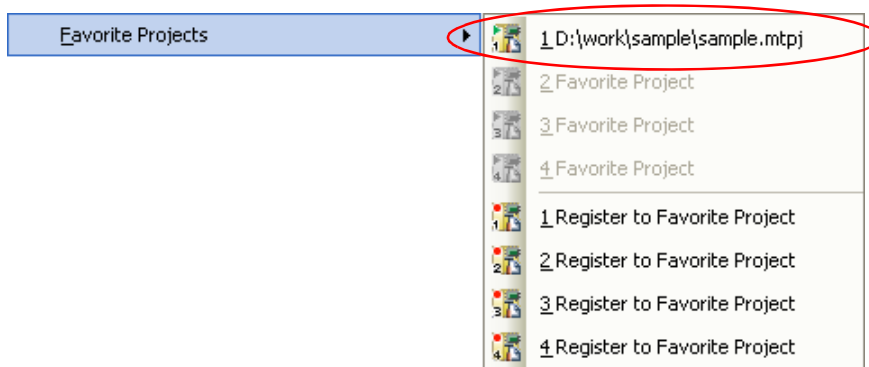 Favorite Projects
1 D:\work\sample\sample.mtpj
2 Favorite Project
3 Favorite Project
4 Favorite Project
1 Register to Favorite Project
2 Register to Favorite Project
3 Register to Favorite Project
4 Register to Favorite Project